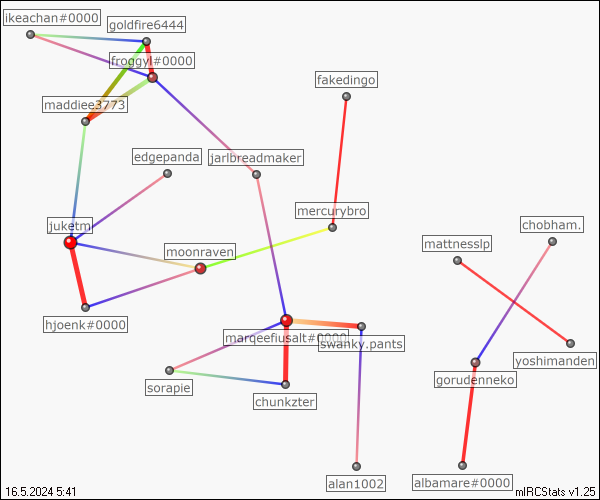 ikeachan#0000
goldfire6444
froggyl#0000
fakedingo
maddiee3773
edgepanda
jarlbreadmaker
mercurybro
juketm
chobham.
mattnesslp
moonraven
hjoenk#0000
marqeefiusalt#0000
swanky.pants
yoshimanden
sorapie
gorudenneko
chunkzter
alan1002
albamare#0000
16.5.2024 5:41
mIRCStats v1.25